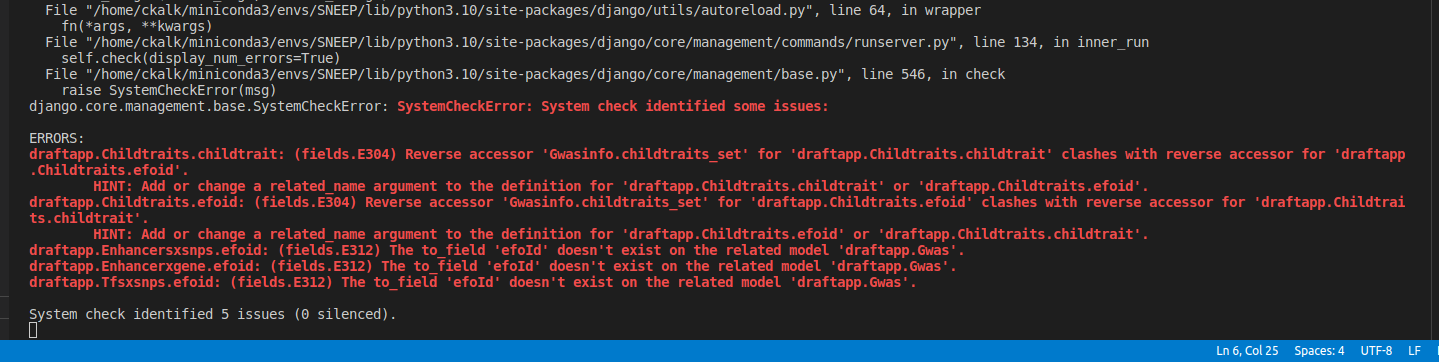 File "/home/ckalk/miniconda3/envs/SNEEP/lib/python3.10/site-packages/django/utils/autoreload.py", line 64, in wrapper
fn(*args, **kwargs)
File "/home/ckalk/miniconda3/envs/SNEEP/lib/python3.10/site-packages/django/core/management/commands/runserver.py", line 134, in inner_run
self.check(display_num_errors=True)
File "/home/ckalk/miniconda3/envs/SNEEP/lib/python3.10/site-packages/django/core/management/base.py", line 546, in check
raise SystemCheckError(msg)
django.core.management.base.SystemCheckError: SystemCheckError: System check identified some issues:
ERRORS:
draftapp.Childtraits.childtrait: (fields.E304) Reverse accessor 'Gwasinfo.childtraits_set' for 'draftapp.Childtraits.childtrait' clashes with reverse accessor for 'draftapp
.Childtraits.efoid'.
HINT: Add or change a related_name argument to the definition for 'draftapp.Childtraits.childtrait' or 'draftapp.Childtraits.efoid'.
draftapp.Childtraits.efoid: (fields.E304) Reverse accessor 'Gwasinfo.childtraits_set' for 'draftapp.Childtraits.efoid' clashes with reverse accessor for 'draftapp.Childtrai
ts.childtrait'.
HINT: Add or change a related_name argument to the definition for 'draftapp.Childtraits.efoid' or 'draftapp.Childtraits.childtrait'.
draftapp.Enhancersxsnps.efoid: (fields.E312) The to_field 'efoId' doesn't exist on the related model 'draftapp.Gwas'.
draftapp.Enhancerxgene.efoid: (fields.E312) The to_field 'efoId' doesn't exist on the related model 'draftapp.Gwas'.
draftapp.Tfsxsnps.efoid: (fields.E312) The to_field 'efoId' doesn't exist on the related model 'draftapp.Gwas'.
System check identified 5 issues (0 silenced).
Ln 6, Col 25 Spaces: 4 UTF-8 LF